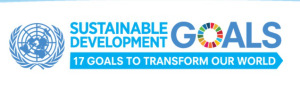 SUSTAINABLE
DEVELOPMENT
GOALS
17 GOALS TO TRANSFORM OUR WORLD